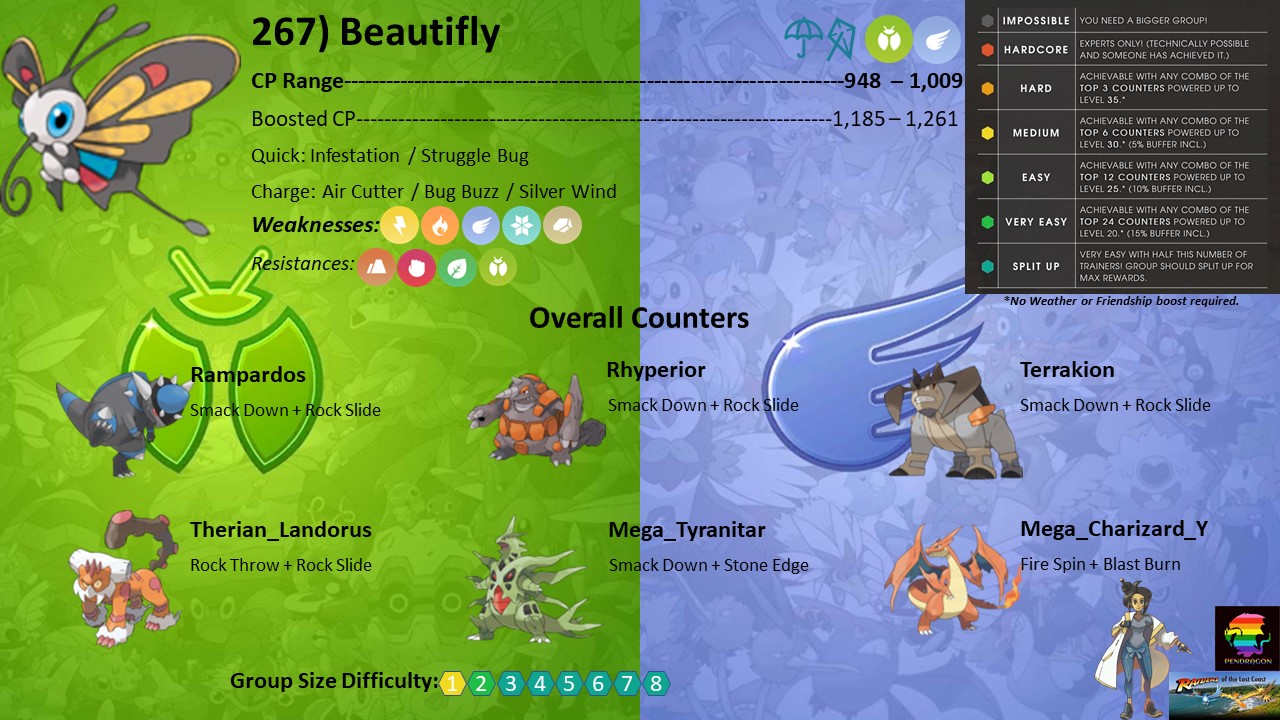 267) Beautifly
CP Range------------------------------------------------------------------------948 – 1,009
Boosted CP--------------------------------------------------------------------1,185 – 1,261
Quick: Infestation / Struggle Bug
Charge: Air Cutter / Bug Buzz / Silver Wind
Weaknesses:
Resistances:
IMPOSSIBLE YOU NEED A BIGGER GROUP!
HARDCORE EXPERTS ONLY! (TECHNICALLY POSSIBLE
AND SOMEONE HAS ACHIEVED IT.)
HARD ACHIEVABLE WITH ANY COMBO OF THE
TOP 3 COUNTERS POWERED UP TO
LEVEL 35.*
MEDIUM ACHIEVABLE WITH ANY COMBO OF THE
TOP 6 COUNTERS POWERED UP TO
LEVEL 30.* (5% BUFFER INCL.)
EASY ACHIEVABLE WITH ANY COMBO OF THE
TOP 12 COUNTERS POWERED UP TO
LEVEL 25.* (10% BUFFER INCL.)
VERY EASY ACHIEVABLE WITH ANY COMBO OF THE
TOP 24 COUNTERS POWERED UP TO
LEVEL 20.* (15% BUFFER INCL.)
SPLIT UP VERY EASY WITH HALF THIS NUMBER OF
TRAINERS! GROUP SHOULD SPLIT UP FOR
MAX REWARDS.
*No Weather or Friendship boost required.
Overall Counters
Rampardos
Smack Down + Rock Slide
Rhyperior
Smack Down + Rock Slide
Terrakion
Smack Down + Rock Slide
Therian_Landorus
Rock Throw + Rock Slide
Mega_Tyranitar
Smack Down + Stone Edge
Mega_Charizard_Y
Fire Spin + Blast Burn
Group Size Difficulty: 1 2 3 4 5 6 7 8
PENDRAGON
RAIDERS of the Lost Coast